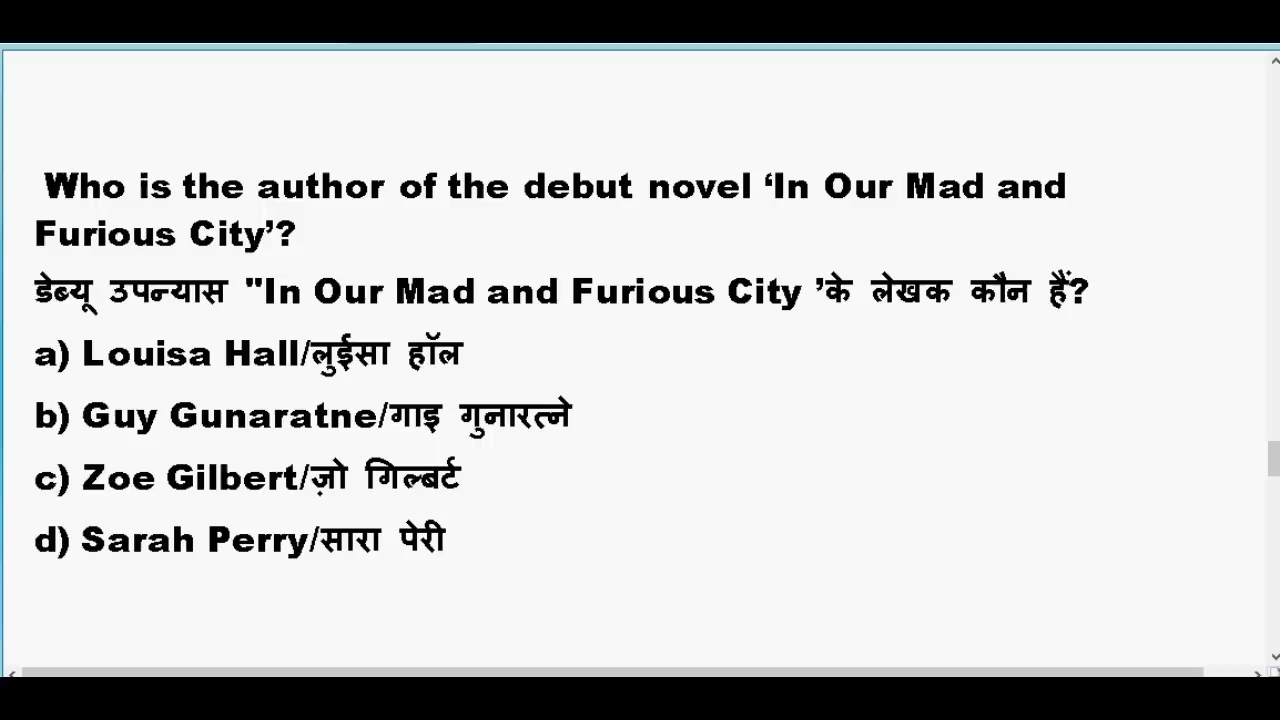 Who is the author of the debut novel ‘In Our Mad and
Furious City’?
डेब्यू उपन्यास "In Our Mad and Furious City ’के लेखक कौन हैं?
a) Louisa Hall/लुईसा हॉल
b) Guy Gunaratne/गाइ गुनारत्ने
c) Zoe Gilbert/ज़ो गिल्बर्ट
d) Sarah Perry/सारा पेरी